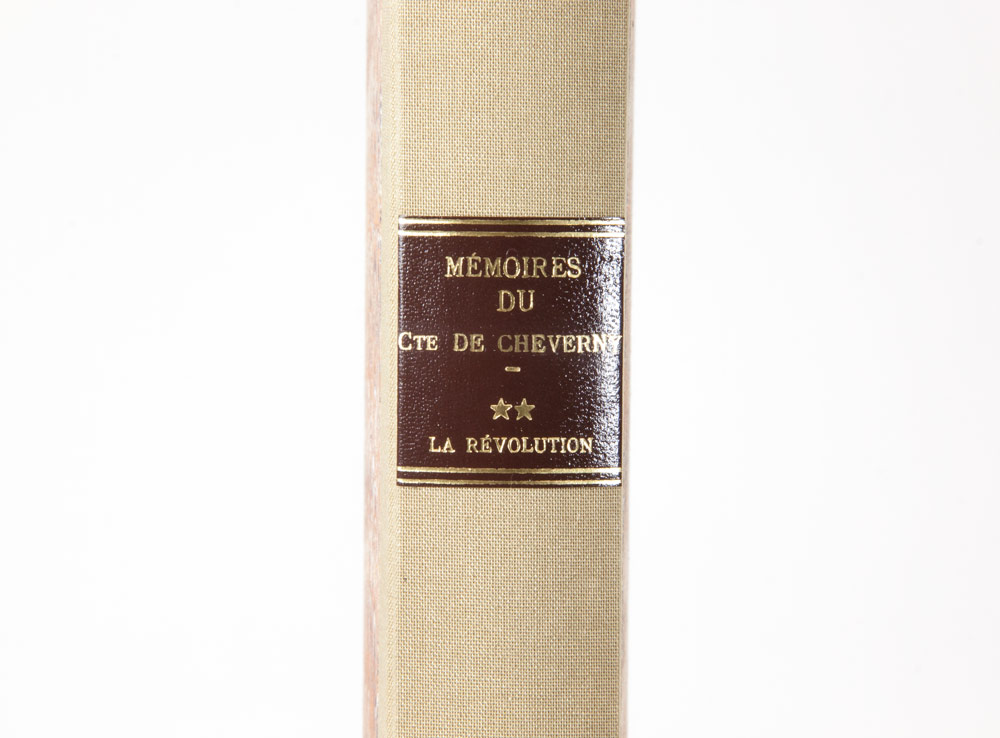 MÉMOIRES
DU
CTE DE CHEVERNY
-
★★
LA RÉVOLUTION